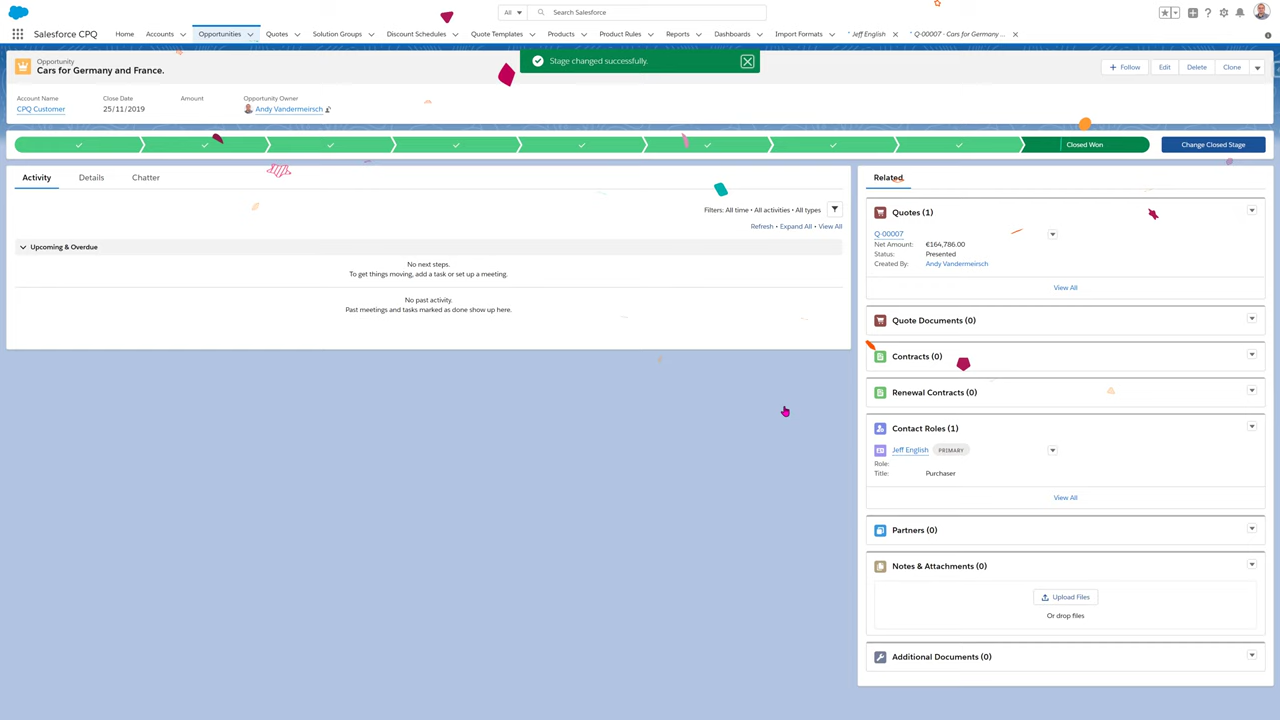 All
Search Salesforce
Salesforce CPQ
Home
Accounts
Opportunities
Quotes
Solution Groups
Discount Schedules
Quote Templates
Products
Product Rules
Reports
Dashboards
Import Formats
* Jeff English
* Q-00007 - Cars for Germany and ...
Opportunity
Cars for Germany and France.
Stage changed successfully.
Follow
Edit
Delete
Clone
Account Name
CPQ Customer
Close Date
25/11/2019
Amount
Opportunity Owner
Andy Vandermeirsch
Closed Won
Change Closed Stage
Activity
Details
Chatter
Filters: All time • All activities • All types
Refresh • Expand All • View All
Upcoming & Overdue
No next steps.
To get things moving, add a task or set up a meeting.
No past activity.
Past meetings and tasks marked as done show up here.
Related
Quotes (1)
Q-00007
Net Amount: €164,786.00
Status: Presented
Created By: Andy Vandermeirsch
View All
Quote Documents (0)
Contracts (0)
Renewal Contracts (0)
Contact Roles (1)
Jeff English PRIMARY
Role:
Title: Purchaser
View All
Partners (0)
Notes & Attachments (0)
Upload Files
Or drop files
Additional Documents (0)